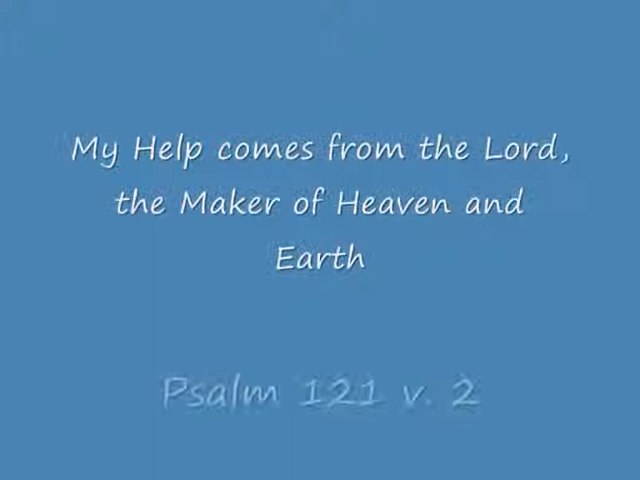 My Help comes from the Lord,
the Maker of Heaven and
Earth
Psalm 121 v. 2